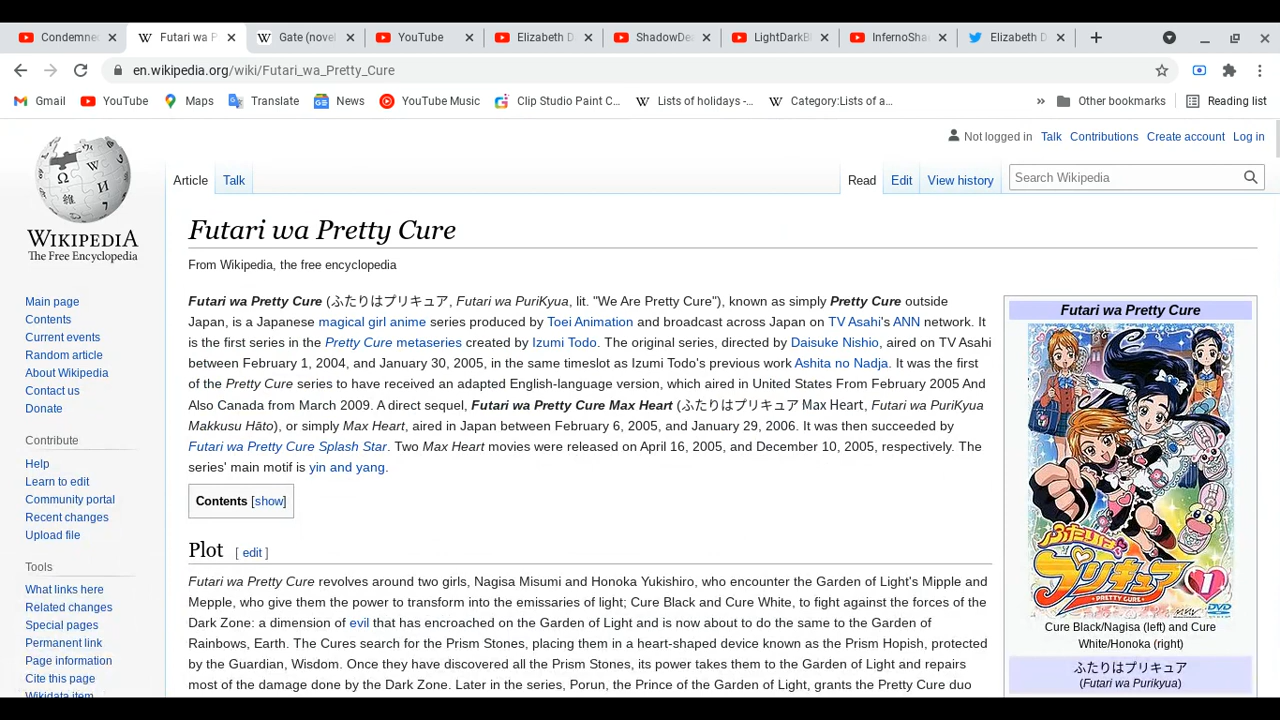 Condemne
Futari wa P
Gate (novel
YouTube
Elizabeth D
ShadowDea
LightDarkBl
InfernoSha
Elizabeth D
en.wikipedia.org/wiki/Futari_wa_Pretty_Cure
Gmail
YouTube
Maps
Translate
News
YouTube Music
Clip Studio Paint C...
Lists of holidays -...
Category:Lists of a...
»
Other bookmarks
Reading list
Not logged in Talk Contributions Create account Log in
Article Talk
Read Edit View history
Search Wikipedia
WIKIPEDIA
The Free Encyclopedia
Main page
Contents
Current events
Random article
About Wikipedia
Contact us
Donate
Contribute
Help
Learn to edit
Community portal
Recent changes
Upload file
Tools
What links here
Related changes
Special pages
Permanent link
Page information
Cite this page
Wikidata item
Futari wa Pretty Cure
From Wikipedia, the free encyclopedia
Futari wa Pretty Cure (ふたりはプリキュア, Futari wa PuriKyua, lit. "We Are Pretty Cure"), known as simply Pretty Cure outside
Japan, is a Japanese magical girl anime series produced by Toei Animation and broadcast across Japan on TV Asahi's ANN network. It
is the first series in the Pretty Cure metaseries created by Izumi Todo. The original series, directed by Daisuke Nishio, aired on TV Asahi
between February 1, 2004, and January 30, 2005, in the same timeslot as Izumi Todo's previous work Ashita no Nadja. It was the first
of the Pretty Cure series to have received an adapted English-language version, which aired in United States From February 2005 And
Also Canada from March 2009. A direct sequel, Futari wa Pretty Cure Max Heart (ふたりはプリキュア Max Heart, Futari wa PuriKyua
Makkusu Hāto), or simply Max Heart, aired in Japan between February 6, 2005, and January 29, 2006. It was then succeeded by
Futari wa Pretty Cure Splash Star. Two Max Heart movies were released on April 16, 2005, and December 10, 2005, respectively. The
series' main motif is yin and yang.
Contents [show]
Plot [ edit ]
Futari wa Pretty Cure revolves around two girls, Nagisa Misumi and Honoka Yukishiro, who encounter the Garden of Light's Mipple and
Mepple, who give them the power to transform into the emissaries of light; Cure Black and Cure White, to fight against the forces of the
Dark Zone: a dimension of evil that has encroached on the Garden of Light and is now about to do the same to the Garden of
Rainbows, Earth. The Cures search for the Prism Stones, placing them in a heart-shaped device known as the Prism Hopish, protected
by the Guardian, Wisdom. Once they have discovered all the Prism Stones, its power takes them to the Garden of Light and repairs
most of the damage done by the Dark Zone. Later in the series, Porun, the Prince of the Garden of Light, grants the Pretty Cure duo
Futari wa Pretty Cure
ふたりは
プリキュア
PRETTY CURE
1
DVD
Cure Black/Nagisa (left) and Cure
White/Honoka (right)
ふたりはプリキュア
(Futari wa Purikyua)